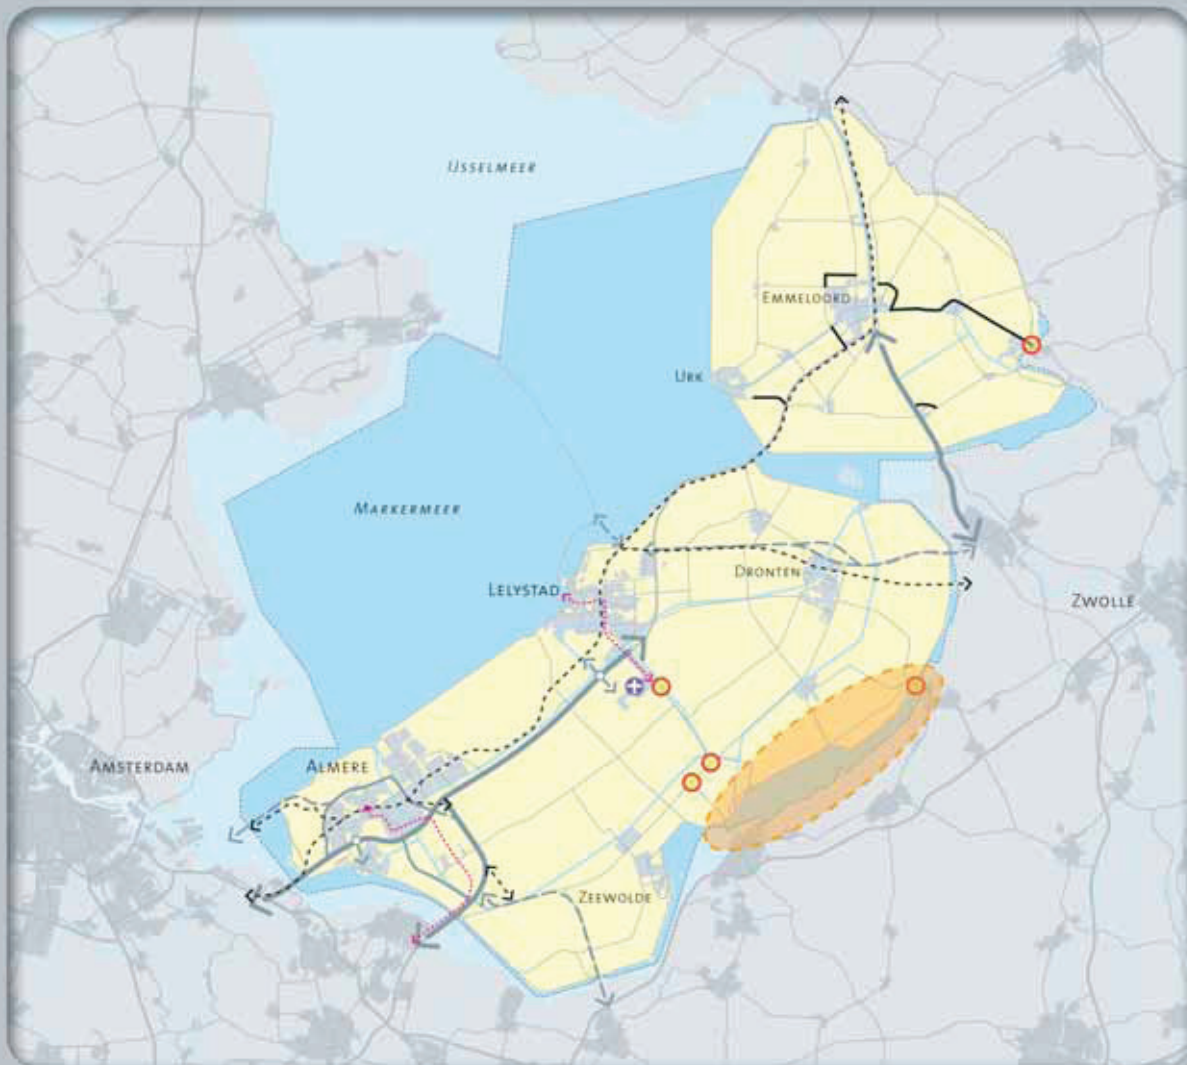 IJSSELMEER
EMMELOORD
URK
MARKERMEER
DRONTEN
LELYSTAD
ZWOLLE
AMSTERDAM
ALMERE
ZEEWOLDE